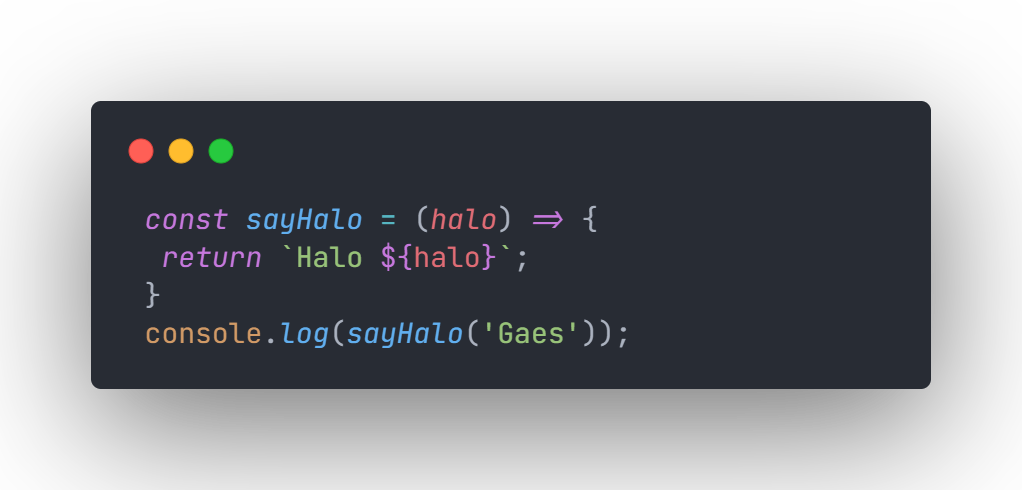 const sayHalo = (halo) => {
 return `Halo ${halo}`;
}
console.log(sayHalo('Gaes'));